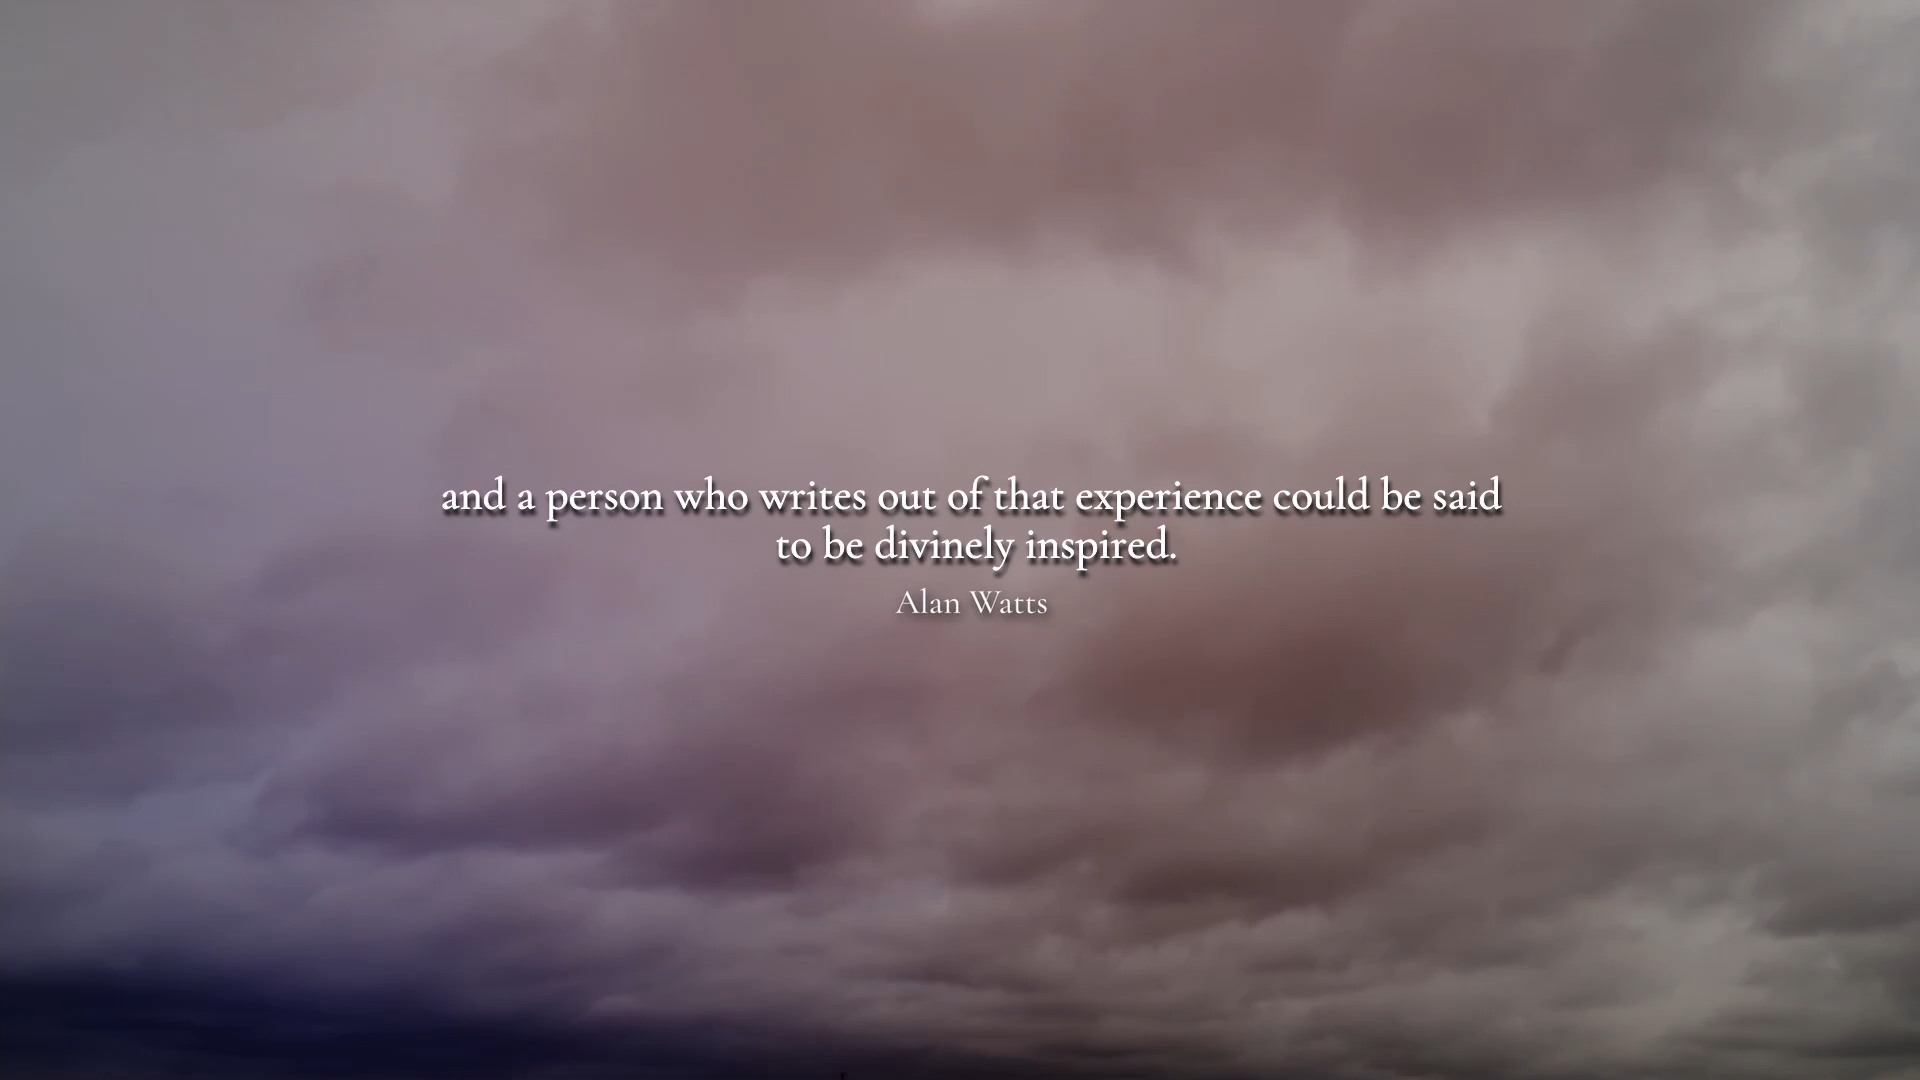 and a person who writes out of that experience could be said
to be divinely inspired.
Alan Watts